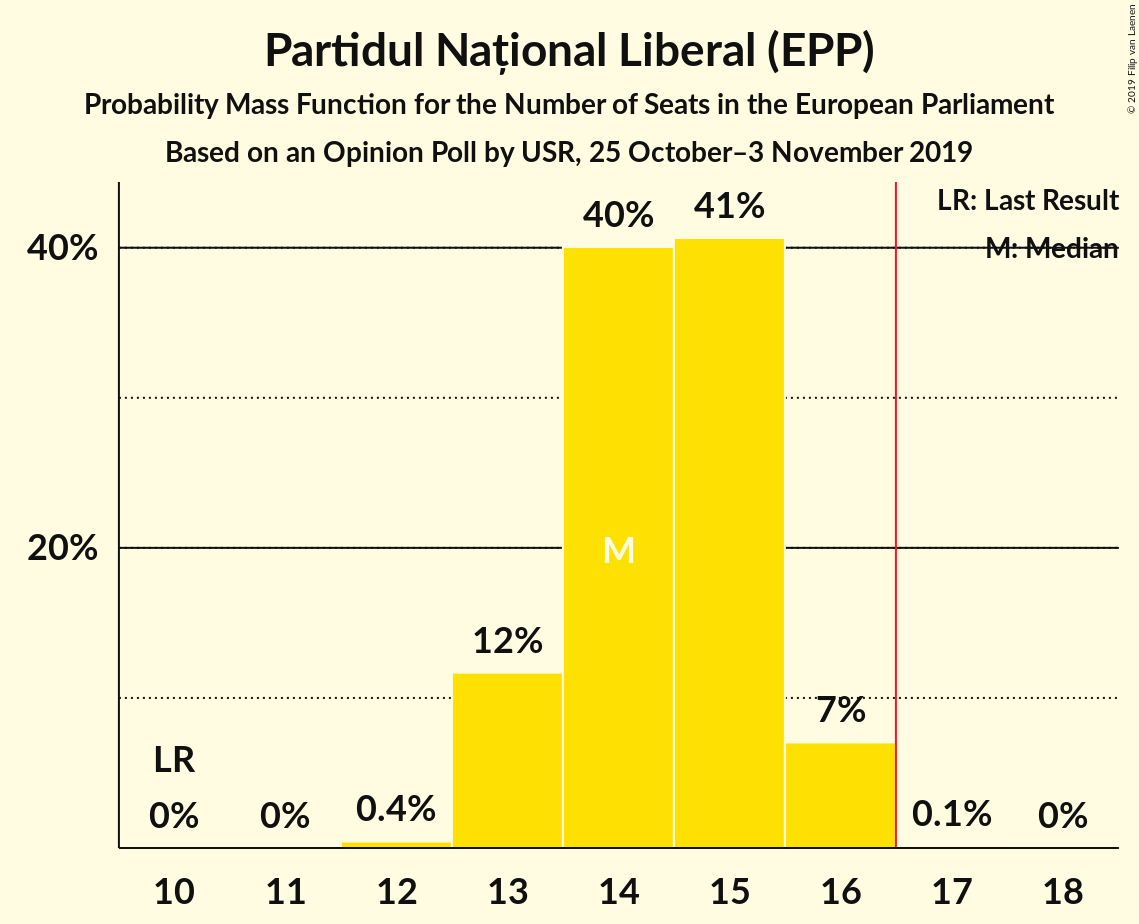 Partidul Național Liberal (EPP)
Probability Mass Function for the Number of Seats in the European Parliament
Based on an Opinion Poll by USR, 25 October–3 November 2019
© 2019 Filip van Laenen
LR: Last Result
M: Median
40%
20%
40%
41%
M
12%
7%
LR
0%
0%
0.4%
0.1%
0%
10
11
12
13
14
15
16
17
18